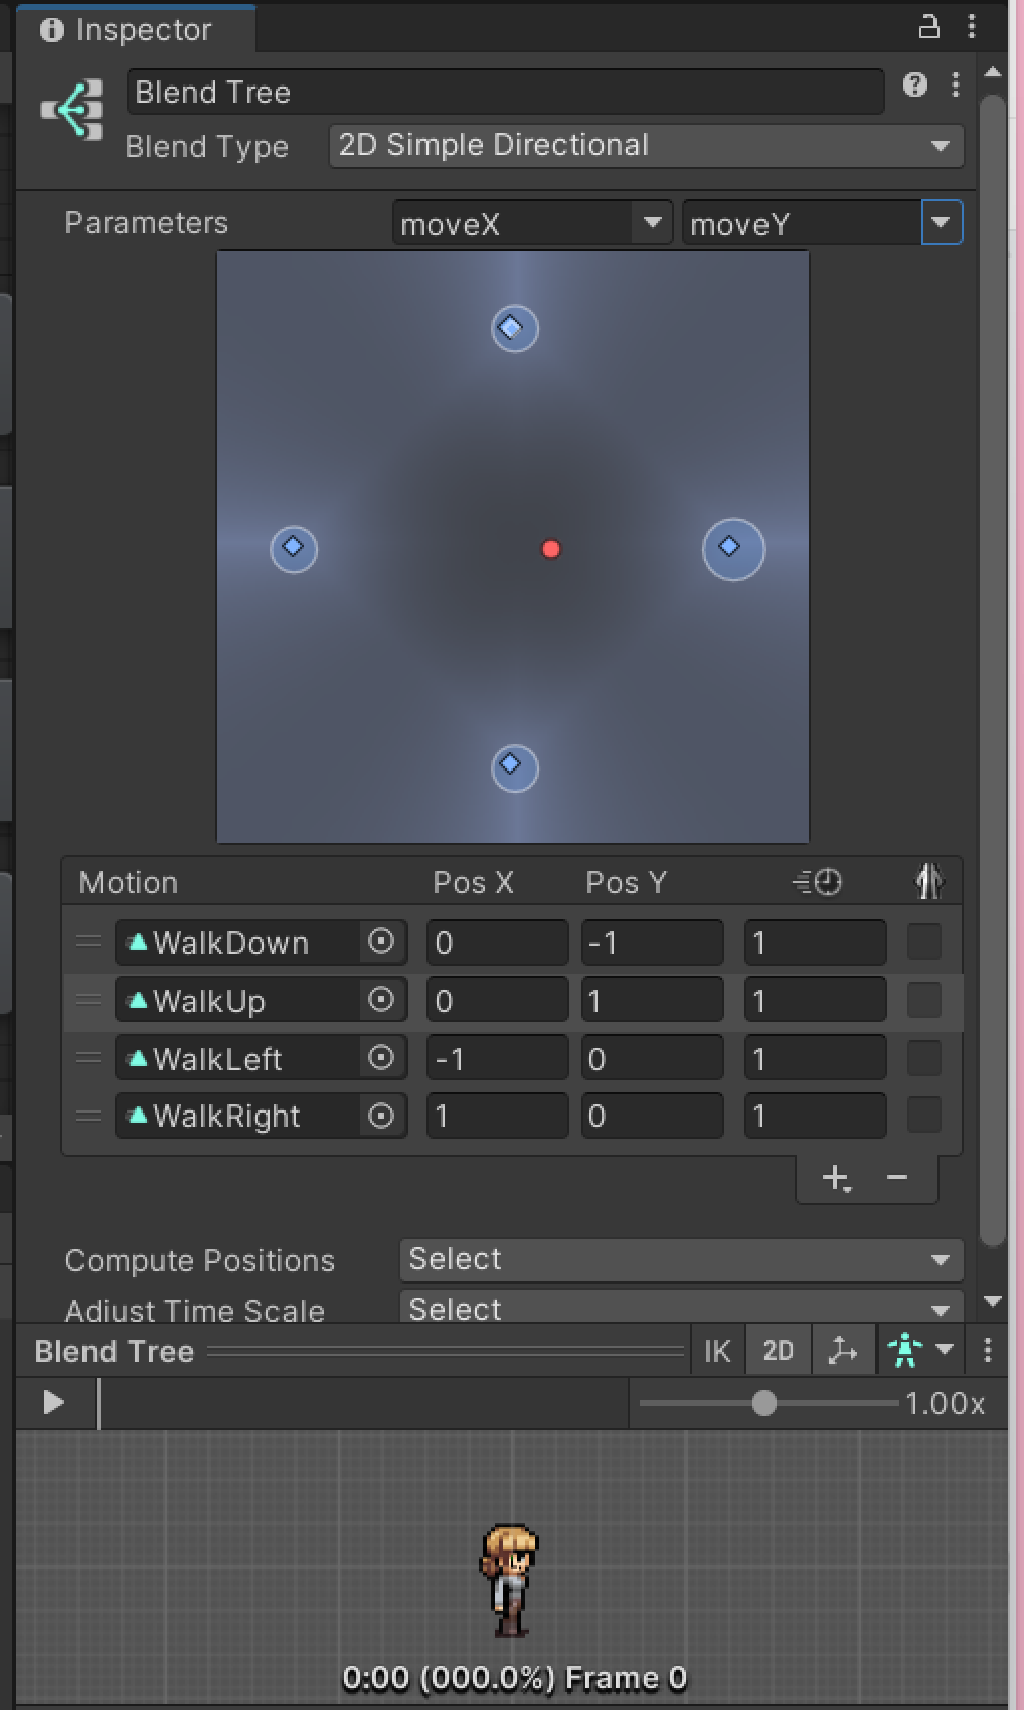 Inspector
Blend Tree
Blend Type 2D Simple Directional
Parameters moveX moveY
Motion Pos X Pos Y
WalkDown 0 -1 1
WalkUp 0 1 1
WalkLeft -1 0 1
WalkRight 1 0 1
Compute Positions Select
Adjust Time Scale Select
Blend Tree IK 2D
1.00x
0:00 (000.0%) Frame 0